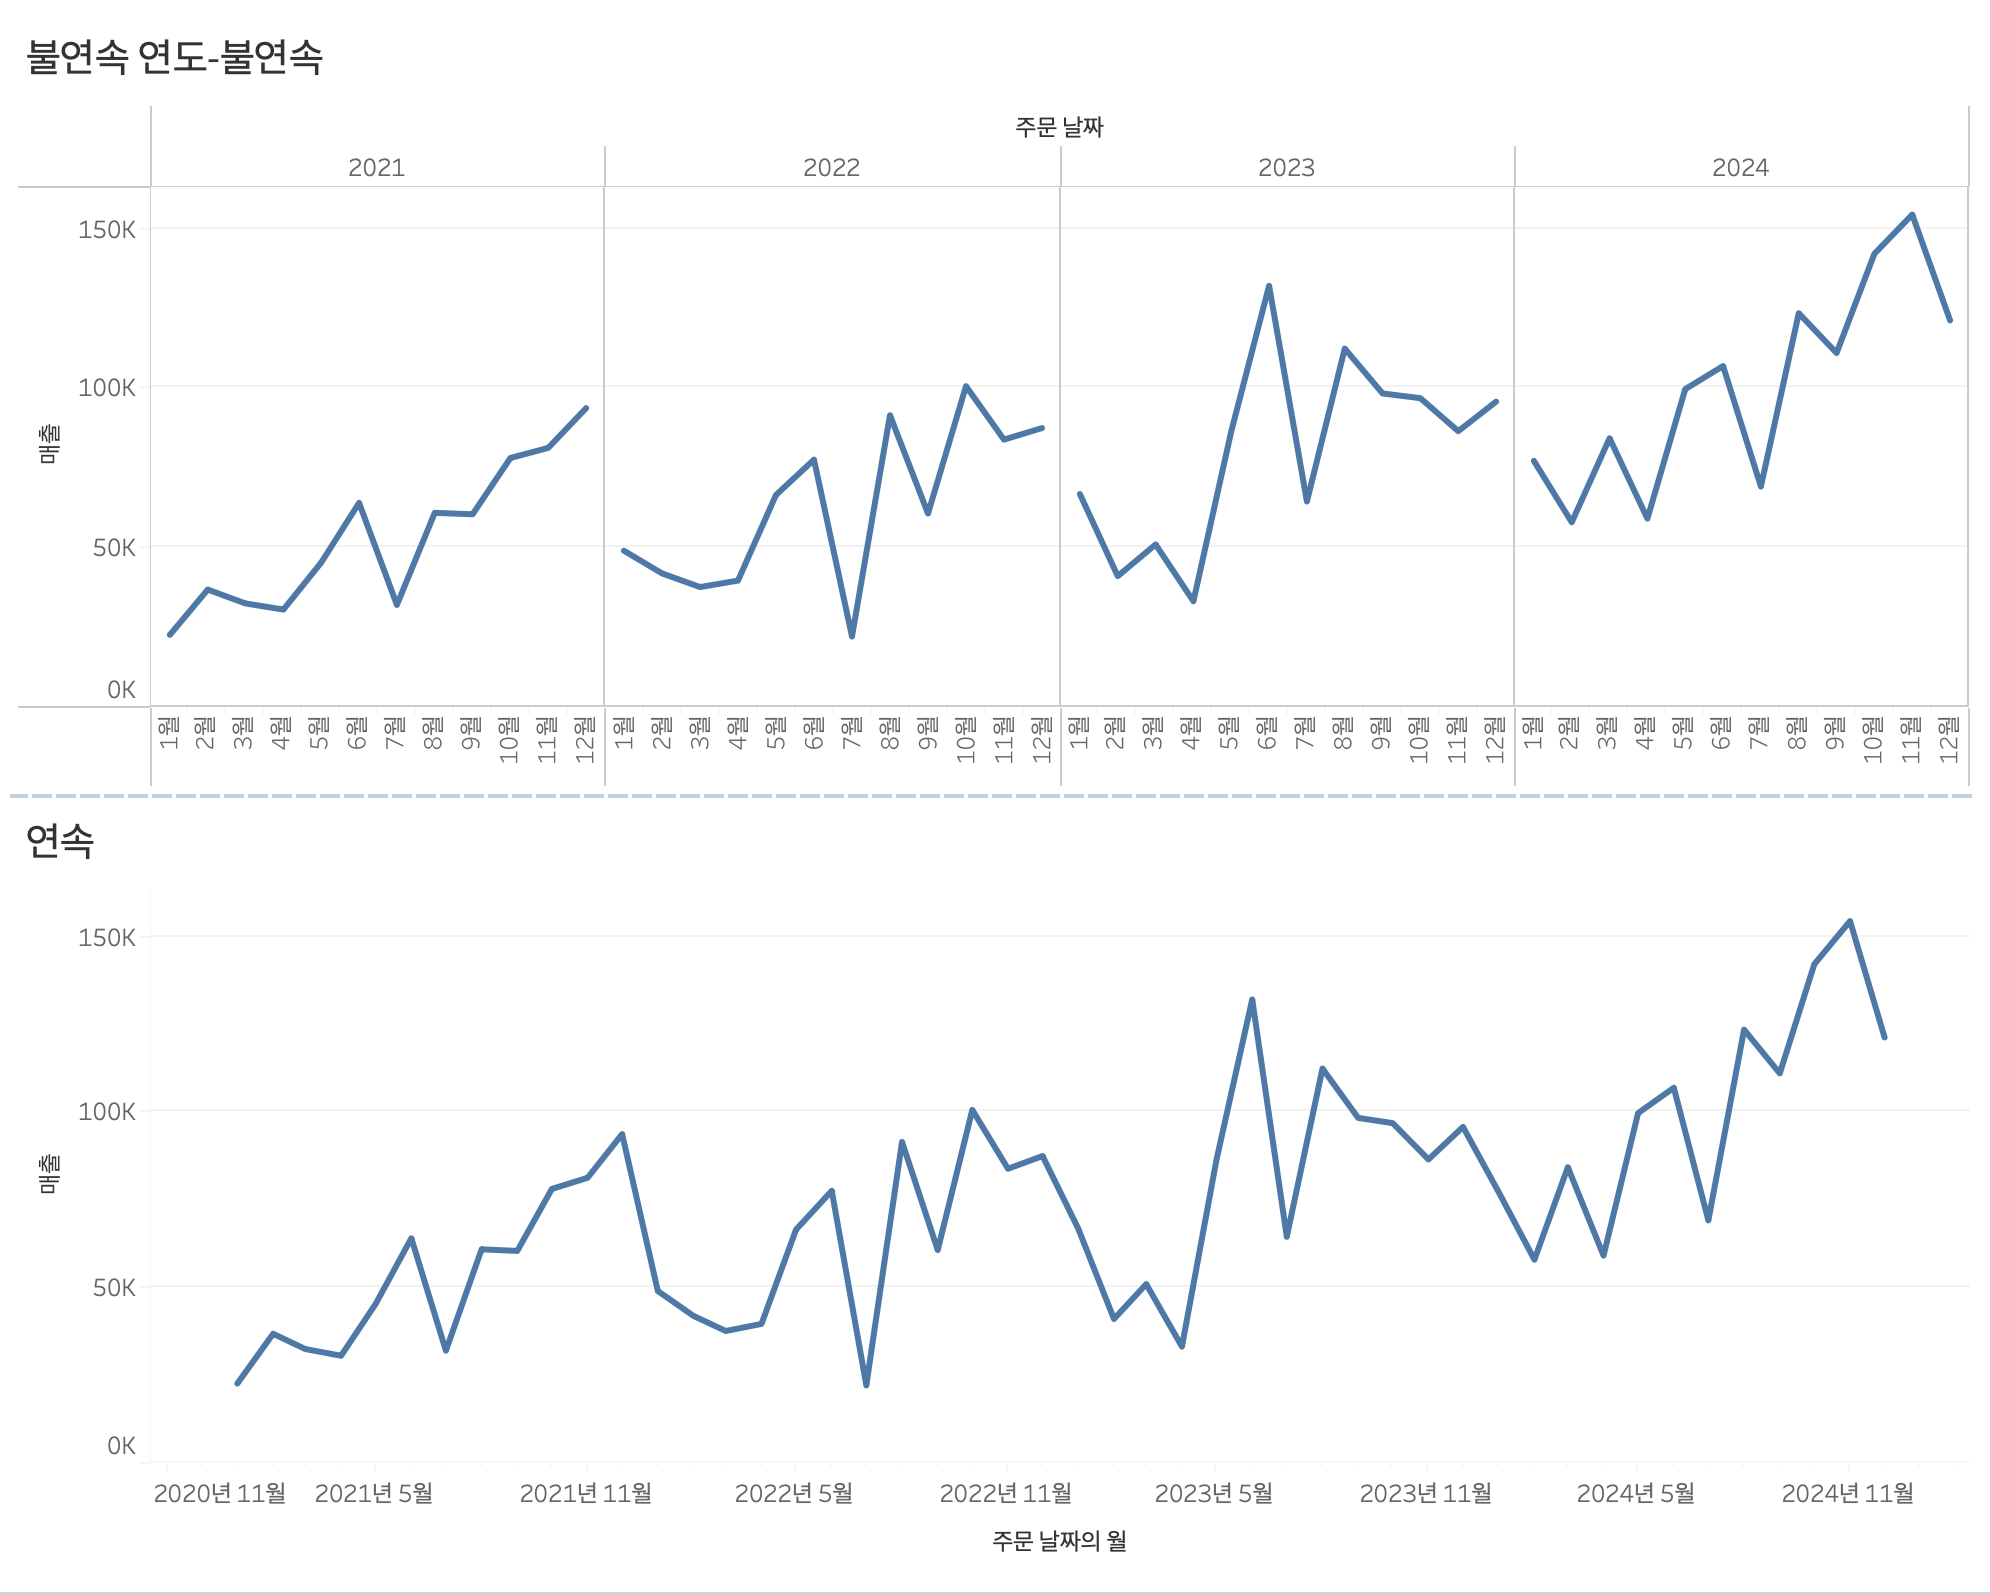 불연속 연도-불연속
주문 날짜
2021 2022 2023 2024
150K
100K
매출
50K
0K
1월 2월 3월 4월 5월 6월 7월 8월 9월 10월 11월 12월 1월 2월 3월 4월 5월 6월 7월 8월 9월 10월 11월 12월 1월 2월 3월 4월 5월 6월 7월 8월 9월 10월 11월 12월 1월 2월 3월 4월 5월 6월 7월 8월 9월 10월 11월 12월
연속
150K
100K
매출
50K
0K
2020년 11월 2021년 5월 2021년 11월 2022년 5월 2022년 11월 2023년 5월 2023년 11월 2024년 5월 2024년 11월
주문 날짜의 월